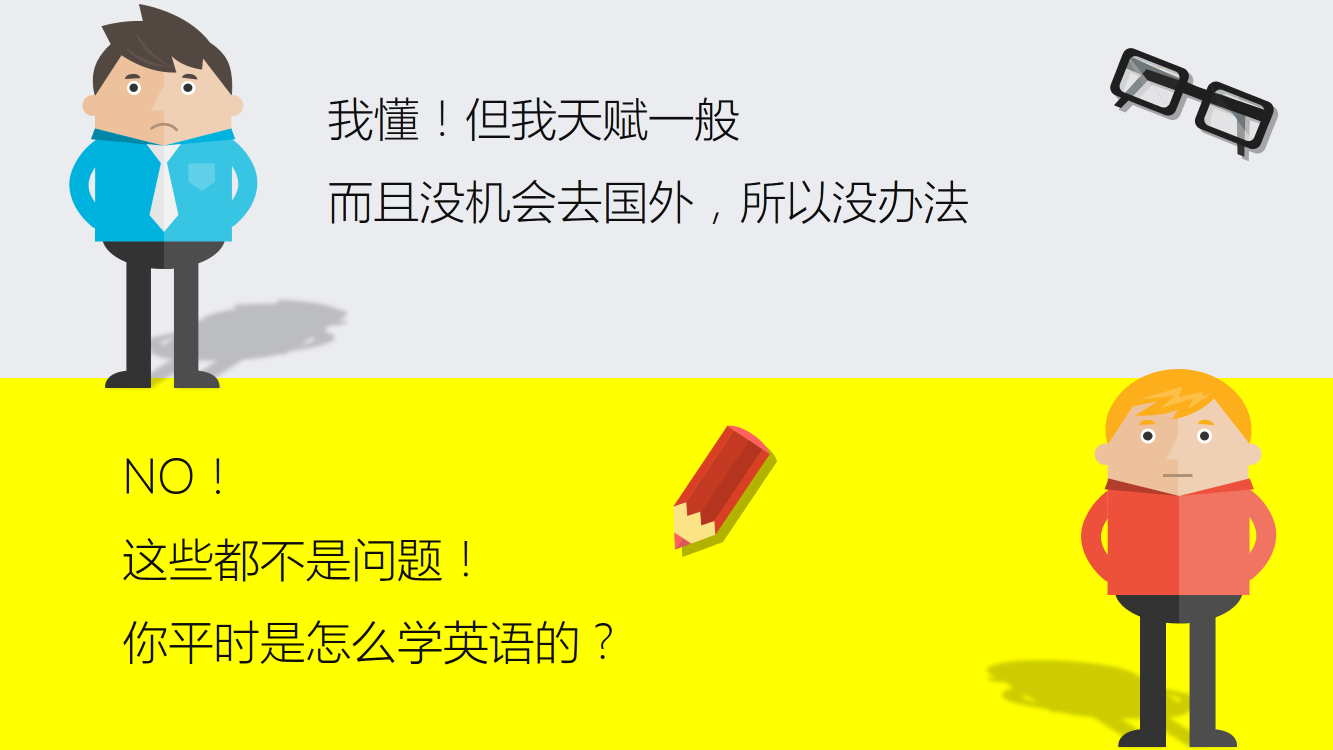 我懂！但我天赋一般
而且没机会去国外，所以没办法
NO！
这些都不是问题！
你平时是怎么学英语的？